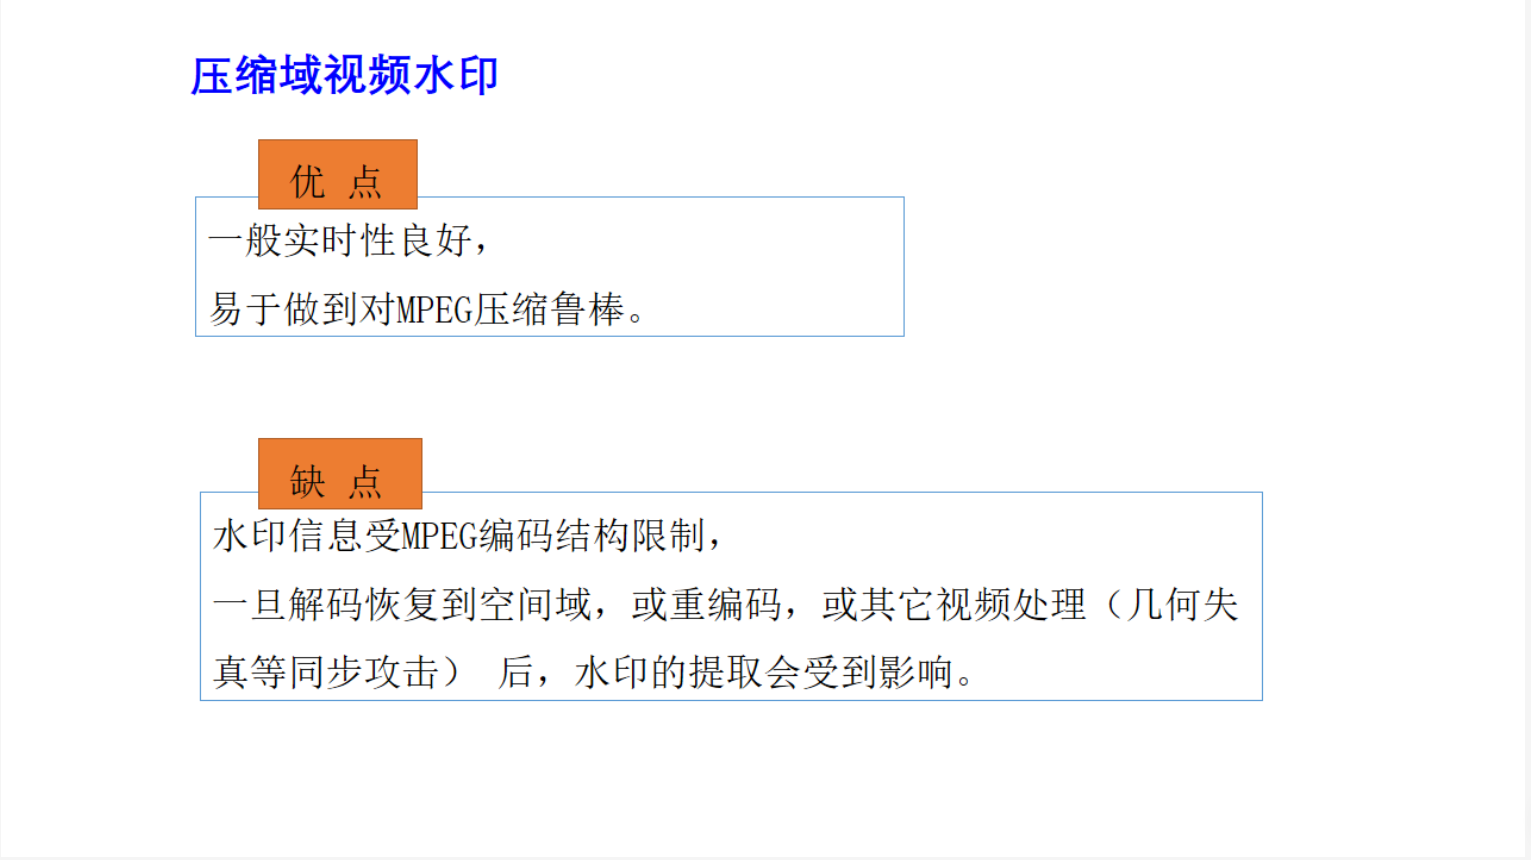 压缩域视频水印
优 点
一般实时性良好，
易于做到对MPEG压缩鲁棒。
缺 点
水印信息受MPEG编码结构限制，
一旦解码恢复到空间域，或重编码，或其它视频处理（几何失
真等同步攻击） 后，水印的提取会受到影响。